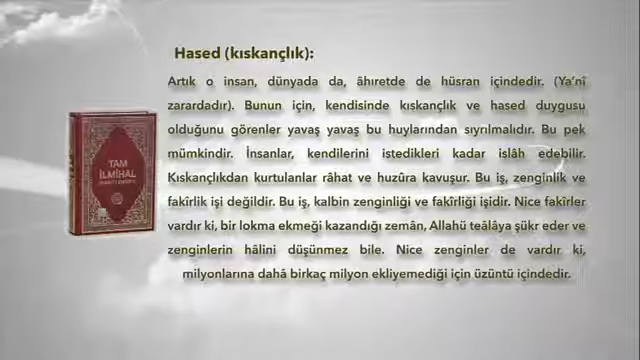 Hased (kıskançlık):
Artık o insan, dünyada da, âhıretde de hüsran içindedir. (Ya'nî
zarardadır). Bunun için, kendisinde kıskançlık ve hased duygusu
olduğunu görenler yavaş yavaş bu huylarından sıyrılmalıdır. Bu pek
mümkindir. İnsanlar, kendilerini istedikleri kadar islâh edebilir.
Kıskançlıkdan kurtulanlar râhat ve huzûra kavuşur. Bu iş, zenginlik ve
fakîrlik işi değildir. Bu iş, kalbin zenginliği ve fakîrliği işidir. Nice fakîrler
vardır ki, bir lokma ekmeği kazandığı zemân, Allahü teâlâya şükr eder ve
zenginlerin hâlini düşünmez bile. Nice zenginler de vardır ki,
milyonlarına dahâ birkaç milyon ekliyemediği için üzüntü içindedir.
TAM
İLMİHAL